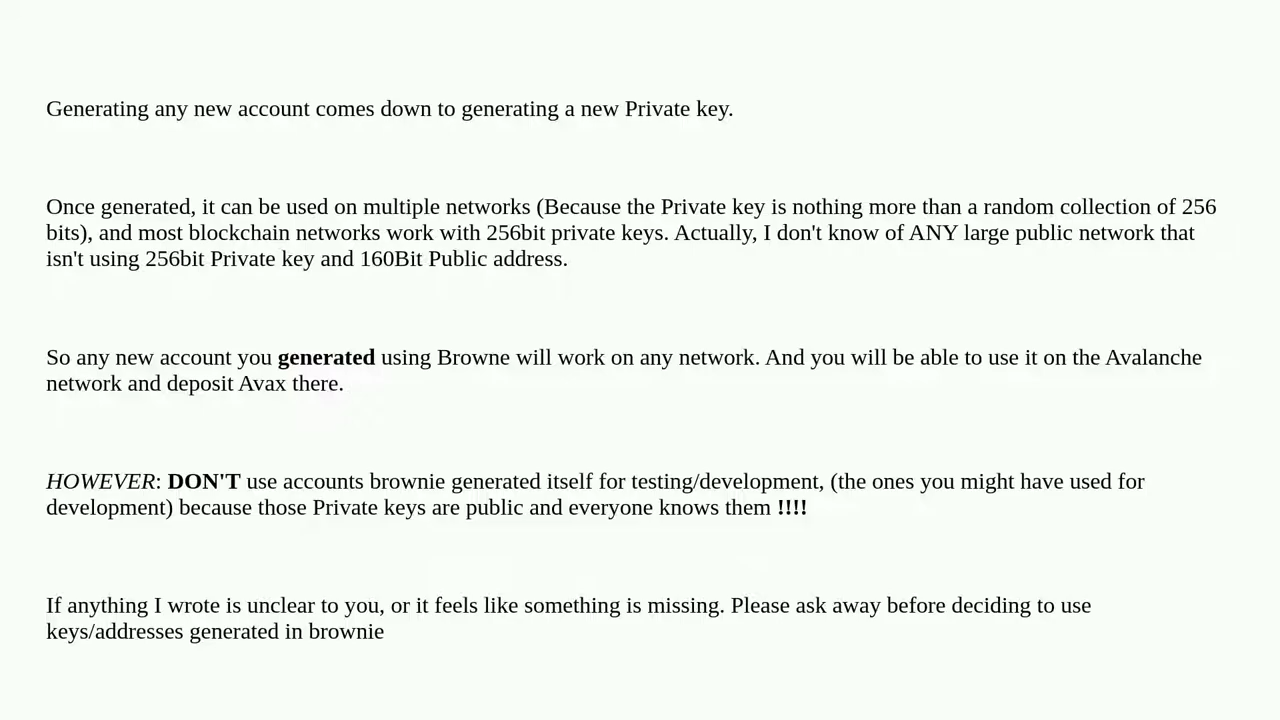 Generating any new account comes down to generating a new Private key.
Once generated, it can be used on multiple networks (Because the Private key is nothing more than a random collection of 256
bits), and most blockchain networks work with 256bit private keys. Actually, I don't know of ANY large public network that
isn't using 256bit Private key and 160Bit Public address.
So any new account you generated using Browne will work on any network. And you will be able to use it on the Avalanche
network and deposit Avax there.
HOWEVER: DON'T use accounts brownie generated itself for testing/development, (the ones you might have used for
development) because those Private keys are public and everyone knows them !!!!
If anything I wrote is unclear to you, or it feels like something is missing. Please ask away before deciding to use
keys/addresses generated in brownie